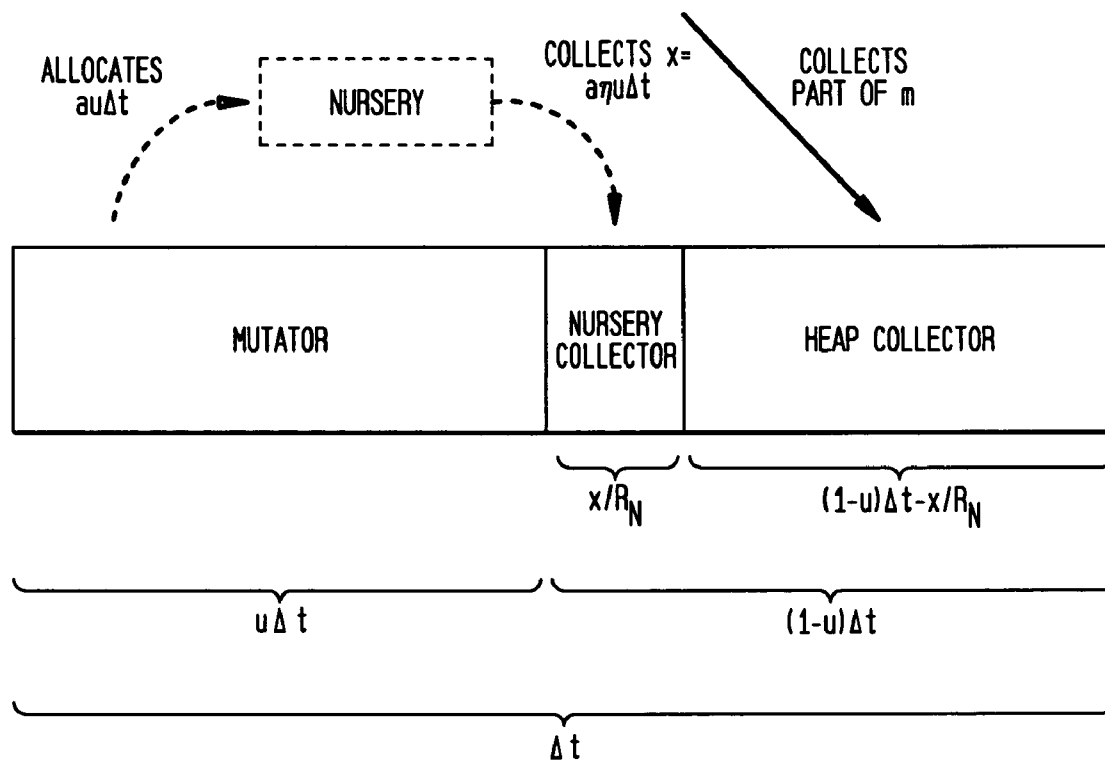 ALLOCATES
auΔt
NURSERY
COLLECTS x=
aηuΔt
COLLECTS
PART OF m
MUTATOR
NURSERY
COLLECTOR
HEAP COLLECTOR
x/R_N
(1-u)Δt-x/R_N
uΔt
(1-u)Δt
Δt